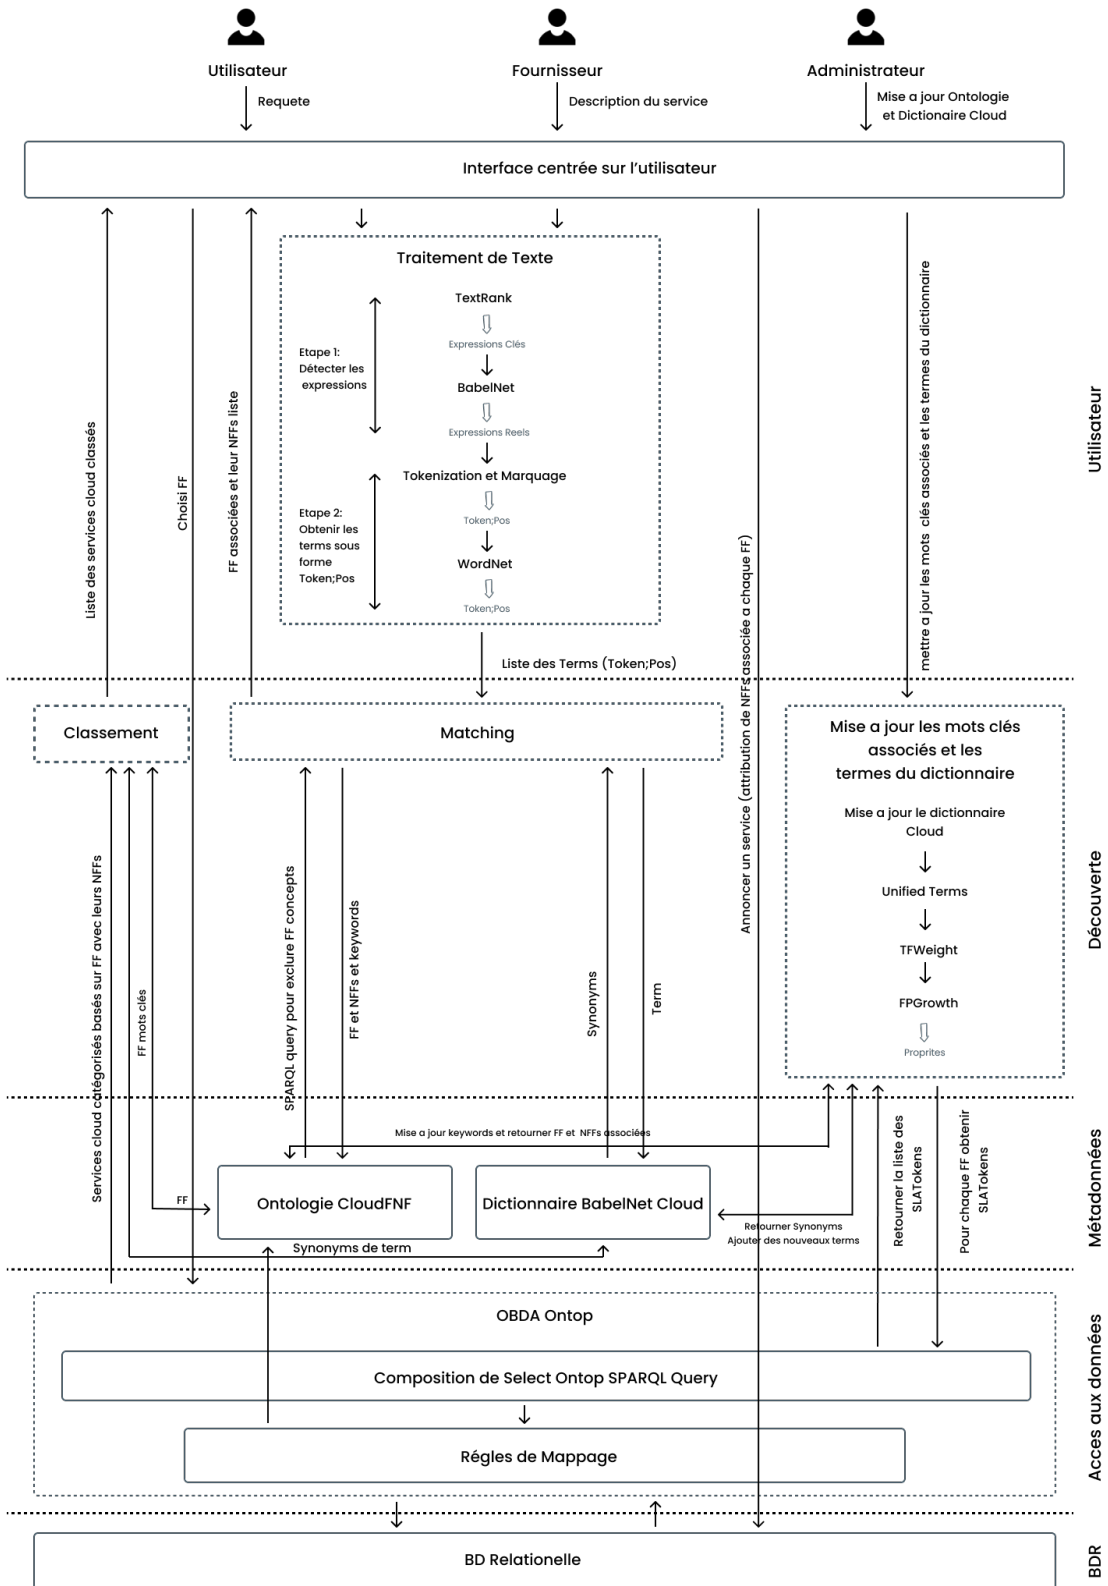 Utilisateur
Fournisseur
Administrateur
Requete
Description du service
Mise a jour Ontologie
et Dictionaire Cloud
Interface centrée sur l'utilisateur
Liste des services cloud classés
Choisi FF
FF associées et leur NFFs liste
Traitement de Texte
TextRank
Expressions Clés
BabelNet
Expressions Reels
Tokenization et Marquage
Token;Pos
WordNet
Token;Pos
Etape 1:
Détecter les
expressions
Etape 2:
Obtenir les
terms sous
forme
Token;Pos
Liste des Terms (Token;Pos)
Annoncer un service (attribution de NFFs associée a chaque FF)
mettre a jour les mots clés associés et les termes du dictionnaire
Utilisateur
Classement
Matching
Mise a jour les mots clés
associés et les
termes du dictionnaire
Mise a jour le dictionnaire
Cloud
Unified Terms
TFWeight
FPGrowth
Proprites
Services cloud catégorisés basés sur FF avec leurs NFFs
FF mots clés
SPARQL query pour exclure FF concepts
FF et NFFs et keywords
Synonyms
Term
Découverte
Mise a jour keywords et retourner FF et NFFs associées
FF
Ontologie CloudFNF
Dictionnaire BabelNet Cloud
Synonyms de term
Retourner Synonyms
Ajouter des nouveaux terms
Retourner la liste des
SLATokens
Pour chaque FF obtenir
SLATokens
Métadonnées
OBDA Ontop
Composition de Select Ontop SPARQL Query
Régles de Mappage
Acces aux données
BD Relationelle
BDR